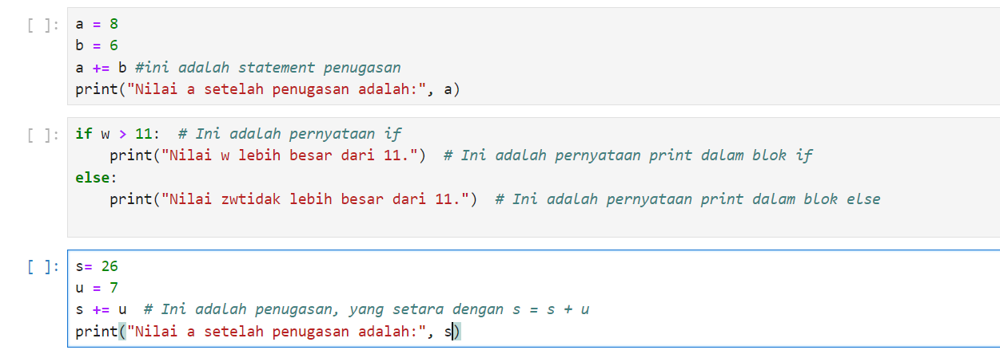 [ ]: a = 8
b = 6
a += b #ini adalah statement penugasan
print("Nilai a setelah penugasan adalah:", a)
[ ]: if w > 11:  # Ini adalah pernyataan if
    print("Nilai w lebih besar dari 11.")  # Ini adalah pernyataan print dalam blok if
else:
    print("Nilai zwtidak lebih besar dari 11.")  # Ini adalah pernyataan print dalam blok else
[ ]: s= 26
u = 7
s += u  # Ini adalah penugasan, yang setara dengan s = s + u
print("Nilai a setelah penugasan adalah:", s)